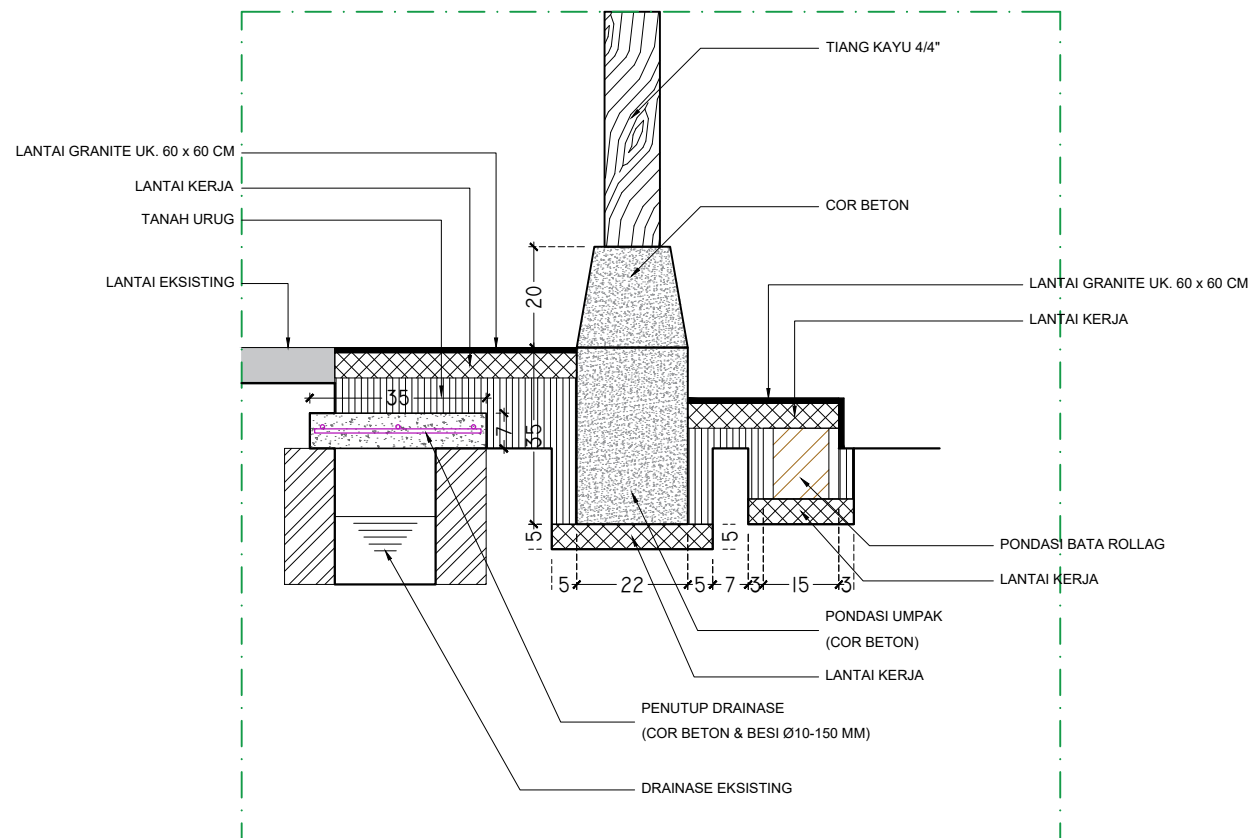 TIANG KAYU 4/4"
LANTAI GRANITE UK. 60 x 60 CM
LANTAI KERJA
TANAH URUG
COR BETON
LANTAI EKSISTING
LANTAI GRANITE UK. 60 x 60 CM
LANTAI KERJA
20
35
7
35
5
5
5
22
5
7
3
15
3
PONDASI BATA ROLLAG
LANTAI KERJA
PONDASI UMPAK
(COR BETON)
LANTAI KERJA
PENUTUP DRAINASE
(COR BETON & BESI Ø10-150 MM)
DRAINASE EKSISTING